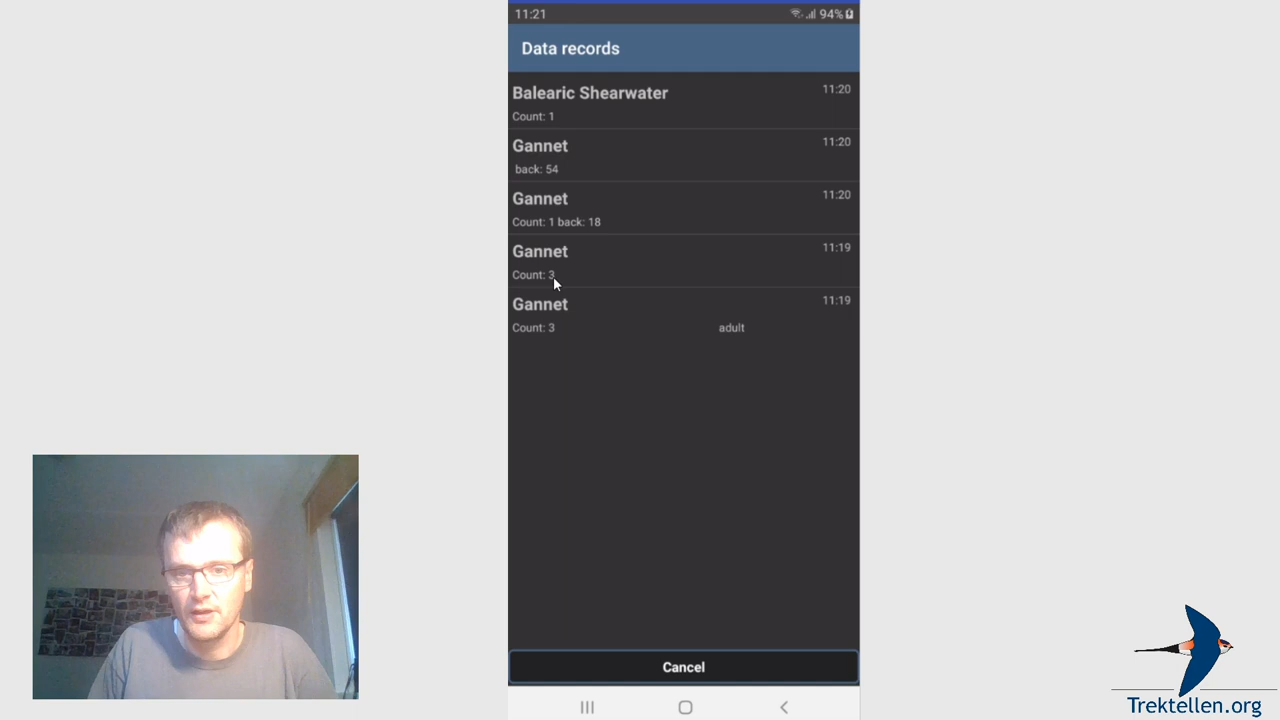 11:21
94%
Data records
Balearic Shearwater
11:20
Count: 1
Gannet
11:20
back: 54
Gannet
11:20
Count: 1 back: 18
Gannet
11:19
Count: 3
Gannet
11:19
Count: 3
adult
Cancel
Trektellen.org